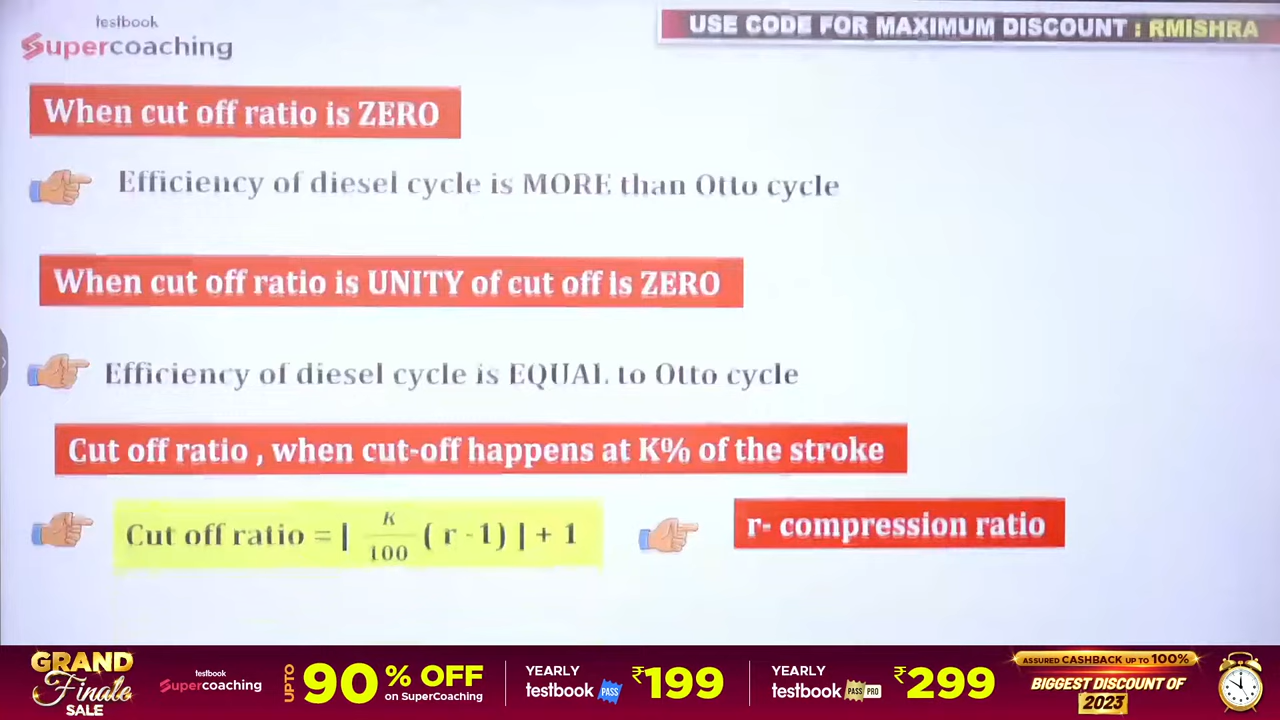 testbook
Supercoaching
USE CODE FOR MAXIMUM DISCOUNT : RMISHRA
When cut off ratio is ZERO
Efficiency of diesel cycle is MORE than Otto cycle
When cut off ratio is UNITY of cut off is ZERO
Efficiency of diesel cycle is EQUAL to Otto cycle
Cut off ratio , when cut-off happens at K% of the stroke
Cut off ratio = | K/100 ( r - 1) | + 1
r- compression ratio
GRAND
Finale
SALE
testbook
Supercoaching
UPTO 90% OFF
on SuperCoaching
YEARLY
testbook PASS
₹199
YEARLY
testbook PASS PRO
₹299
ASSURED CASHBACK UP TO 100%
BIGGEST DISCOUNT OF
2023